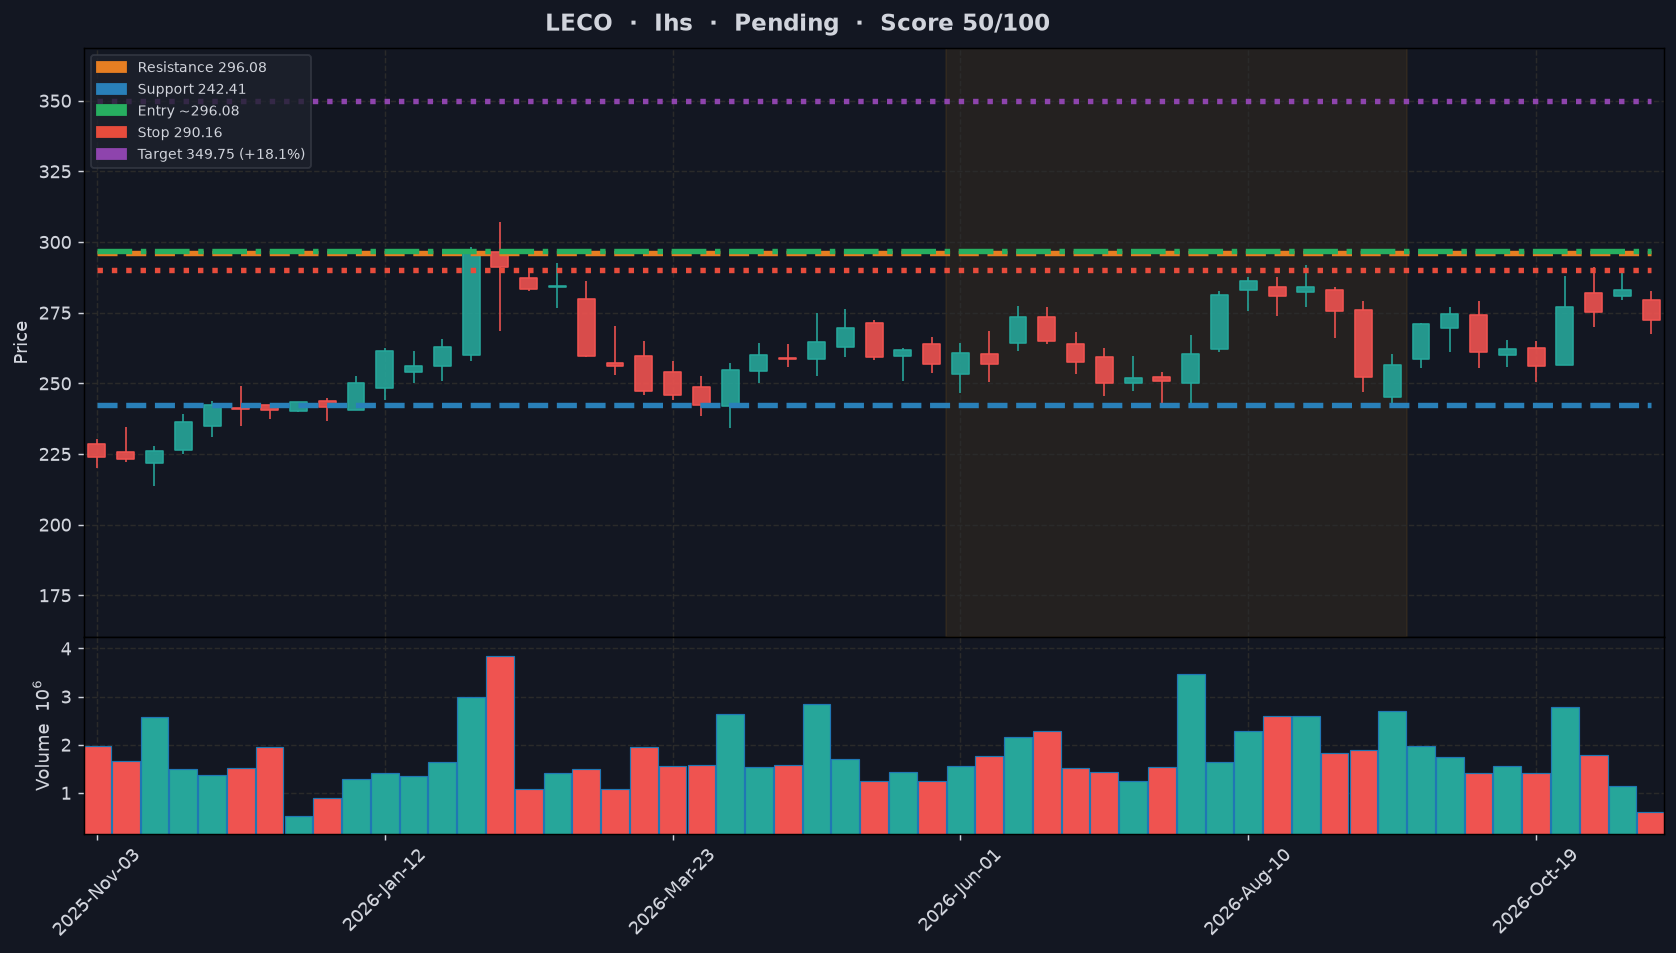 LECO · Ihs · Pending · Score 50/100
Resistance 296.08
Support 242.41
Entry ~296.08
Stop 290.16
Target 349.75 (+18.1%)
Price
350
325
300
275
250
225
200
175
Volume 10⁶
4
3
2
1
2025-Nov-03
2026-Jan-12
2026-Mar-23
2026-Jun-01
2026-Aug-10
2026-Oct-19